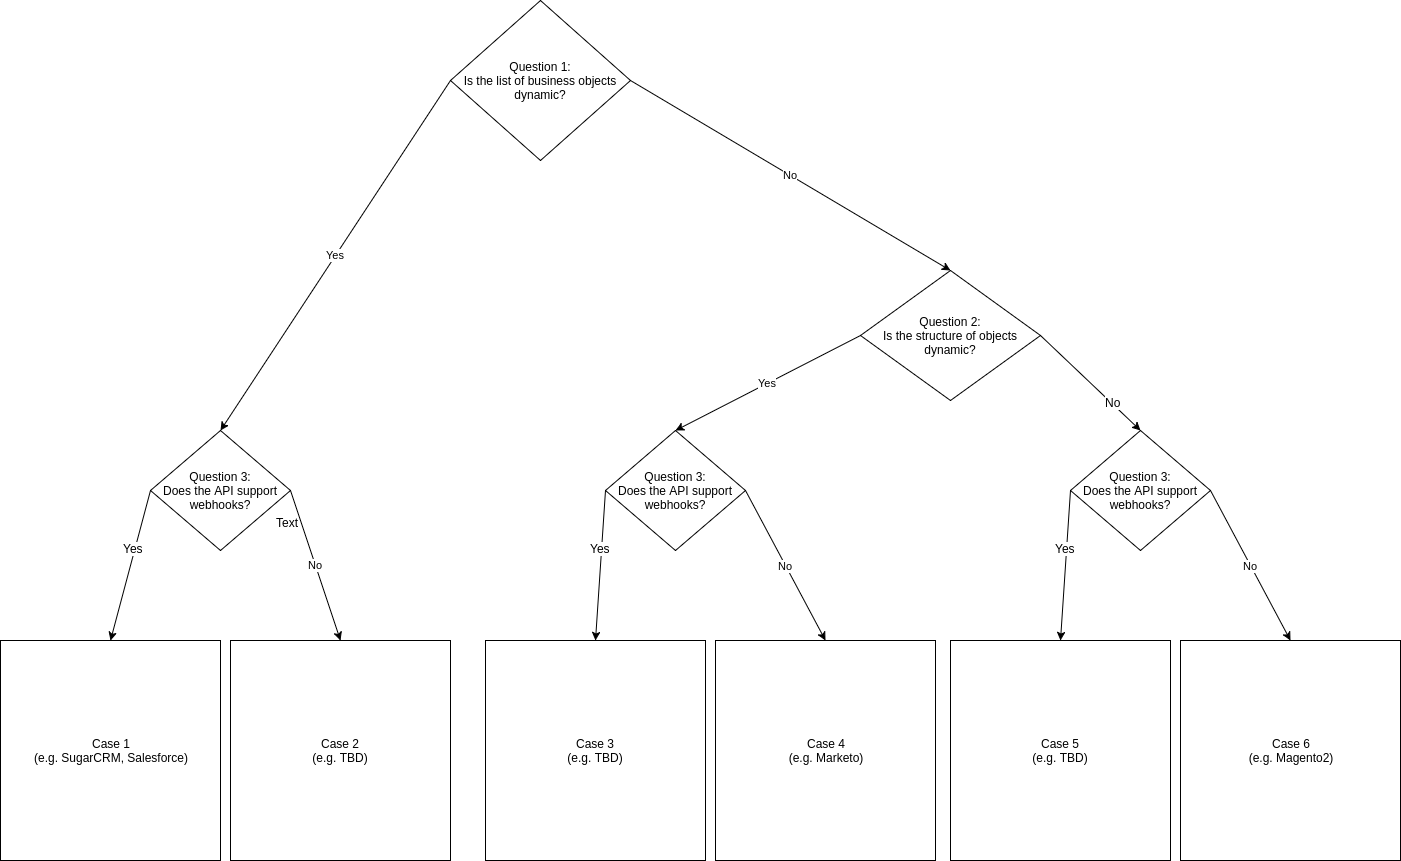 Question 1:
Is the list of business objects
dynamic?
No
Yes
Question 2:
Is the structure of objects
dynamic?
Yes
No
Question 3:
Does the API support
webhooks?
Text
Yes
No
Question 3:
Does the API support
webhooks?
Yes
No
Question 3:
Does the API support
webhooks?
Yes
No
Case 1
(e.g. SugarCRM, Salesforce)
Case 2
(e.g. TBD)
Case 3
(e.g. TBD)
Case 4
(e.g. Marketo)
Case 5
(e.g. TBD)
Case 6
(e.g. Magento2)